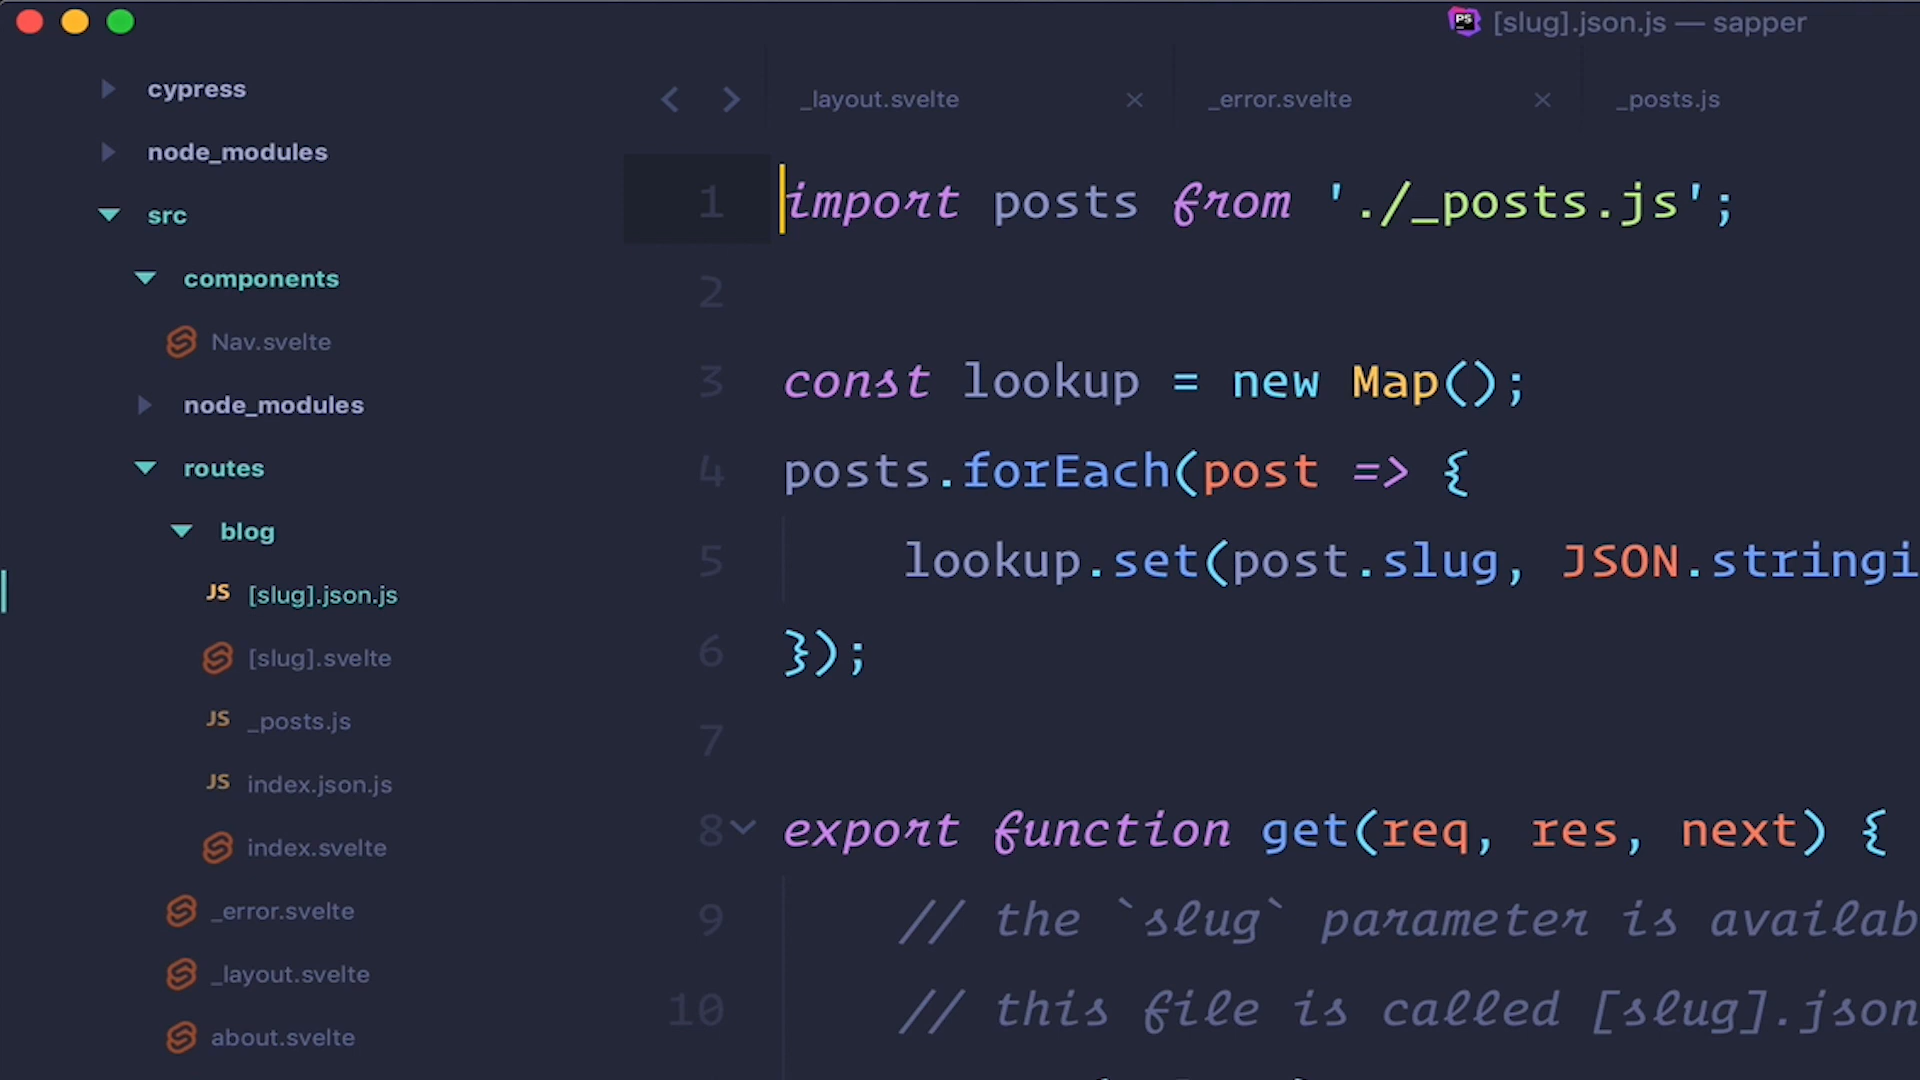 PS [slug].json.js — sapper
cypress
node_modules
src
components
Nav.svelte
node_modules
routes
blog
JS [slug].json.js
[slug].svelte
JS _posts.js
JS index.json.js
index.svelte
_error.svelte
_layout.svelte
about.svelte
_layout.svelte × _error.svelte × _posts.js
1 import posts from './_posts.js';
2
3 const lookup = new Map();
4 posts.forEach(post => {
5 lookup.set(post.slug, JSON.stringi
6 });
7
8 export function get(req, res, next) {
9 // the `slug` parameter is availab
10 // this file is called [slug].json